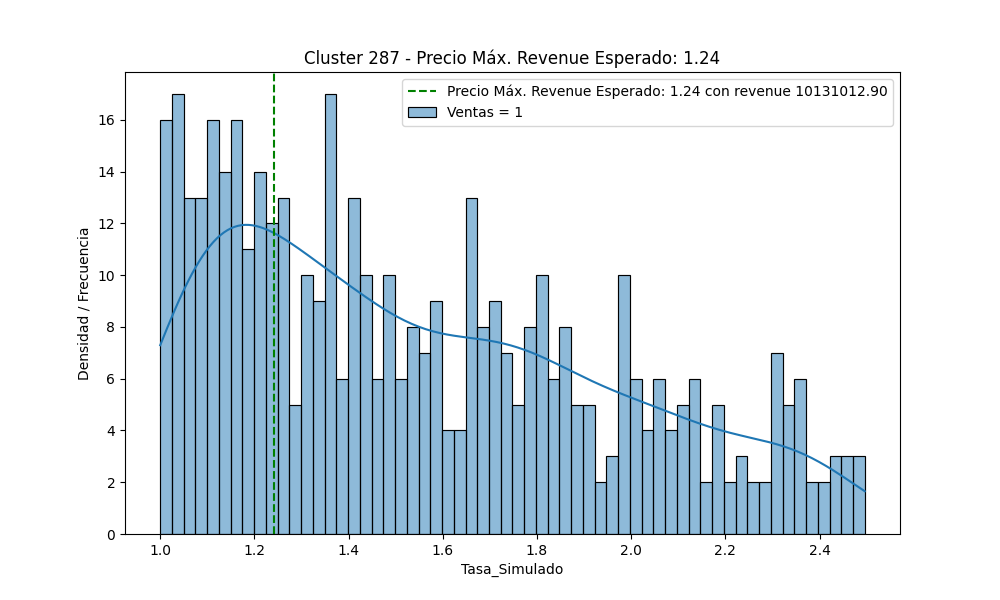 Cluster 287 - Precio Máx. Revenue Esperado: 1.24
Precio Máx. Revenue Esperado: 1.24 con revenue 10131012.90
Ventas = 1
Densidad / Frecuencia
16
14
12
10
8
6
4
2
0
1.0 1.2 1.4 1.6 1.8 2.0 2.2 2.4
Tasa_Simulado